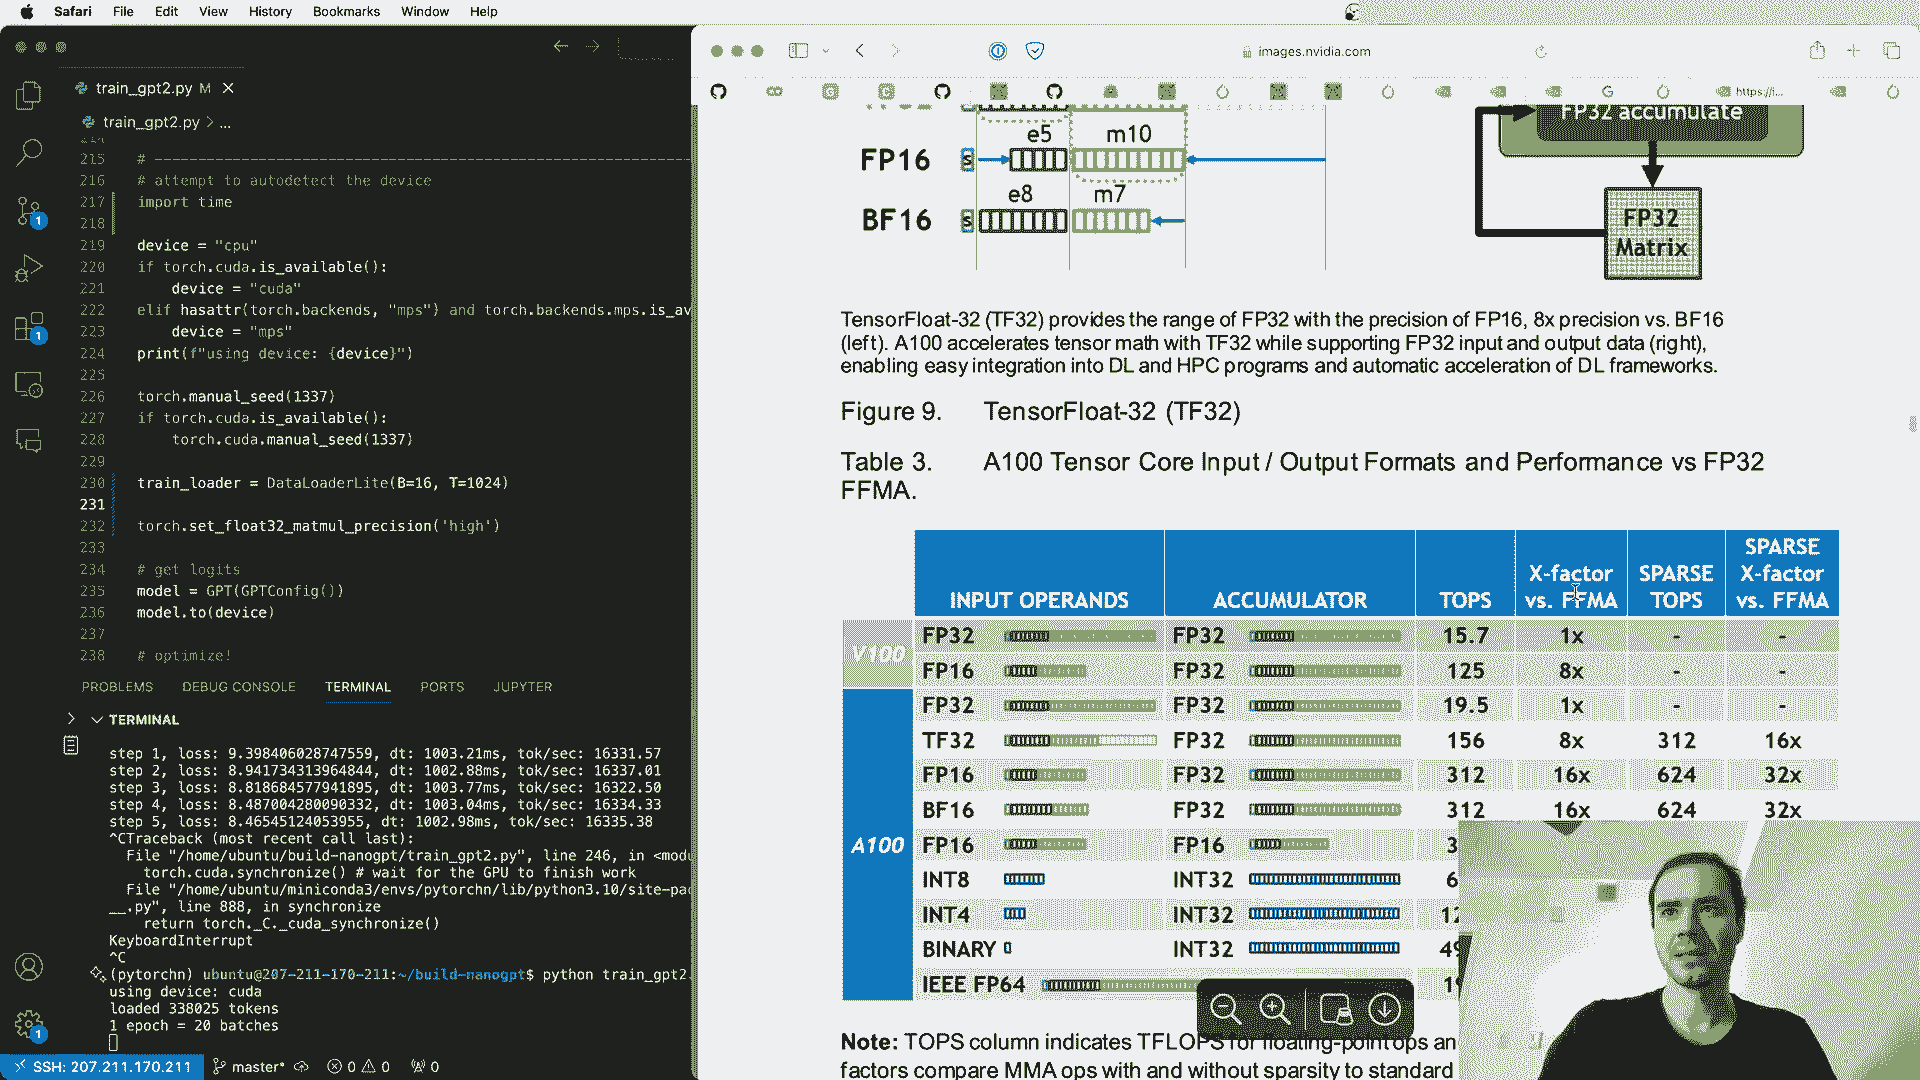 Safari File Edit View History Bookmarks Window Help
train_gpt2.py M
train_gpt2.py > ...
215 # ----------------------------------------------------------------------
216 # attempt to autodetect the device
217 import time
218
219 device = "cpu"
220 if torch.cuda.is_available():
221 device = "cuda"
222 elif hasattr(torch.backends, "mps") and torch.backends.mps.is_av
223 device = "mps"
224 print(f"using device: {device}")
225
226 torch.manual_seed(1337)
227 if torch.cuda.is_available():
228 torch.cuda.manual_seed(1337)
229
230 train_loader = DataLoaderLite(B=16, T=1024)
231
232 torch.set_float32_matmul_precision('high')
233
234 # get logits
235 model = GPT(GPTConfig())
236 model.to(device)
237
238 # optimize!
PROBLEMS DEBUG CONSOLE TERMINAL PORTS JUPYTER
TERMINAL
step 1, loss: 9.398406028747559, dt: 1003.21ms, tok/sec: 16331.57
step 2, loss: 8.941734313964844, dt: 1002.88ms, tok/sec: 16337.01
step 3, loss: 8.818684577941895, dt: 1003.77ms, tok/sec: 16322.50
step 4, loss: 8.487004280090332, dt: 1003.04ms, tok/sec: 16334.33
step 5, loss: 8.46545124053955, dt: 1002.98ms, tok/sec: 16335.38
^CTraceback (most recent call last):
File "/home/ubuntu/build-nanogpt/train_gpt2.py", line 246, in <modu
torch.cuda.synchronize() # wait for the GPU to finish work
File "/home/ubuntu/miniconda3/envs/pytorchn/lib/python3.10/site-pac
__.py", line 888, in synchronize
return torch._C._cuda_synchronize()
KeyboardInterrupt
^C
(pytorchn) ubuntu@207-211-170-211:~/build-nanogpt$ python train_gpt2.
using device: cuda
loaded 338025 tokens
1 epoch = 20 batches
SSH: 207.211.170.211 master* 0 0 0
images.nvidia.com
https://i...
e5 m10
FP16 s
e8 m7
BF16 s
FP32 accumulate
FP32
Matrix
TensorFloat-32 (TF32) provides the range of FP32 with the precision of FP16, 8x precision vs. BF16
(left). A100 accelerates tensor math with TF32 while supporting FP32 input and output data (right),
enabling easy integration into DL and HPC programs and automatic acceleration of DL frameworks.
Figure 9. TensorFloat-32 (TF32)
Table 3. A100 Tensor Core Input / Output Formats and Performance vs FP32
FFMA.
INPUT OPERANDS ACCUMULATOR TOPS X-factor vs. FFMA SPARSE TOPS SPARSE X-factor vs. FFMA
V100
FP32 FP32 15.7 1x - -
FP16 FP32 125 8x - -
A100
FP32 FP32 19.5 1x - -
TF32 FP32 156 8x 312 16x
FP16 FP32 312 16x 624 32x
BF16 FP32 312 16x 624 32x
FP16 FP16 3
INT8 INT32 6
INT4 INT32 12
BINARY INT32 49
IEEE FP64 19
Note: TOPS column indicates TFLOPS for floating-point ops an
factors compare MMA ops with and without sparsity to standard